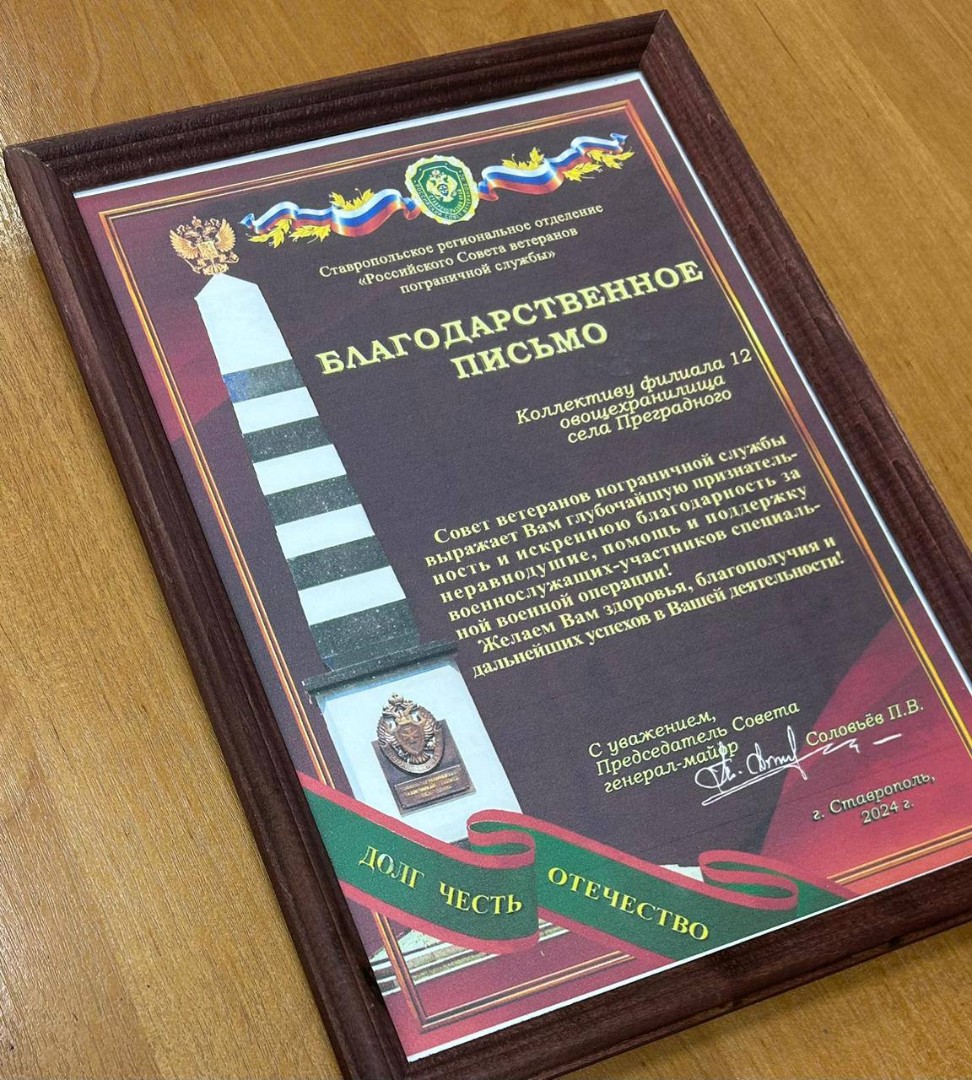 Ставропольское региональное отделение
«Российского Совета ветеранов
пограничной службы»
БЛАГОДАРСТВЕННОЕ
ПИСЬМО
Коллективу филиала 12
овощехранилища
села Преградного
Совет ветеранов пограничной службы
выражает Вам глубочайшую признатель-
ность и искреннюю благодарность за
неравнодушие, помощь и поддержку
военнослужащих-участников специаль-
ной военной операции!
Желаем Вам здоровья, благополучия и
дальнейших успехов в Вашей деятельности!
С уважением,
Председатель Совета
генерал-майор Соловьёв П.В.
г. Ставрополь,
2024 г.
ДОЛГ ЧЕСТЬ ОТЕЧЕСТВО